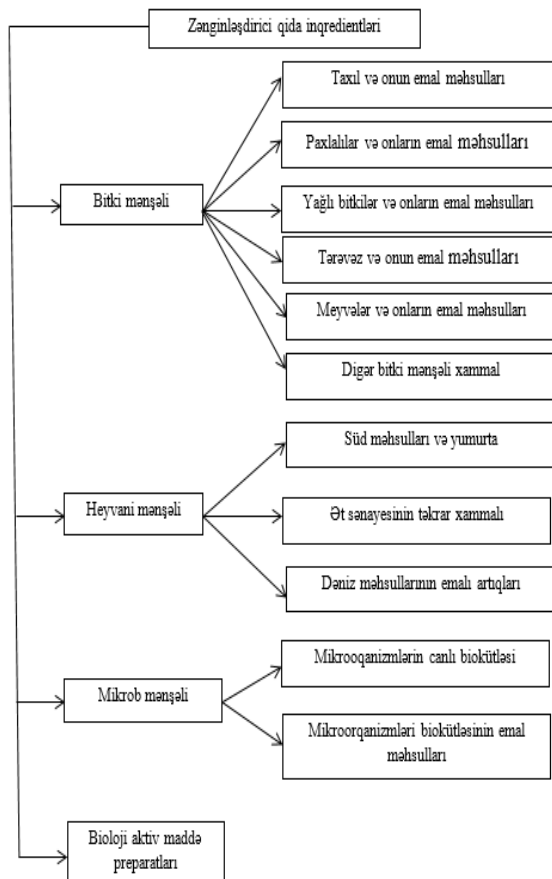 Zənginləşdirici qida inqredientləri
Taxıl və onun emal məhsulları
Paxlalılar və onların emal məhsulları
Bitki mənşəli
Yağlı bitkilər və onların emal məhsulları
Tərəvəz və onun emal məhsulları
Meyvələr və onların emal məhsulları
Digər bitki mənşəli xammal
Süd məhsulları və yumurta
Heyvani mənşəli
Ət sənayesinin təkrar xammalı
Dəniz məhsullarının emalı artıqları
Mikrooqanizmlərin canlı biokütləsi
Mikrob mənşəli
Mikroorqanizmləri biokütləsinin emal
məhsulları
Bioloji aktiv maddə
preparatları